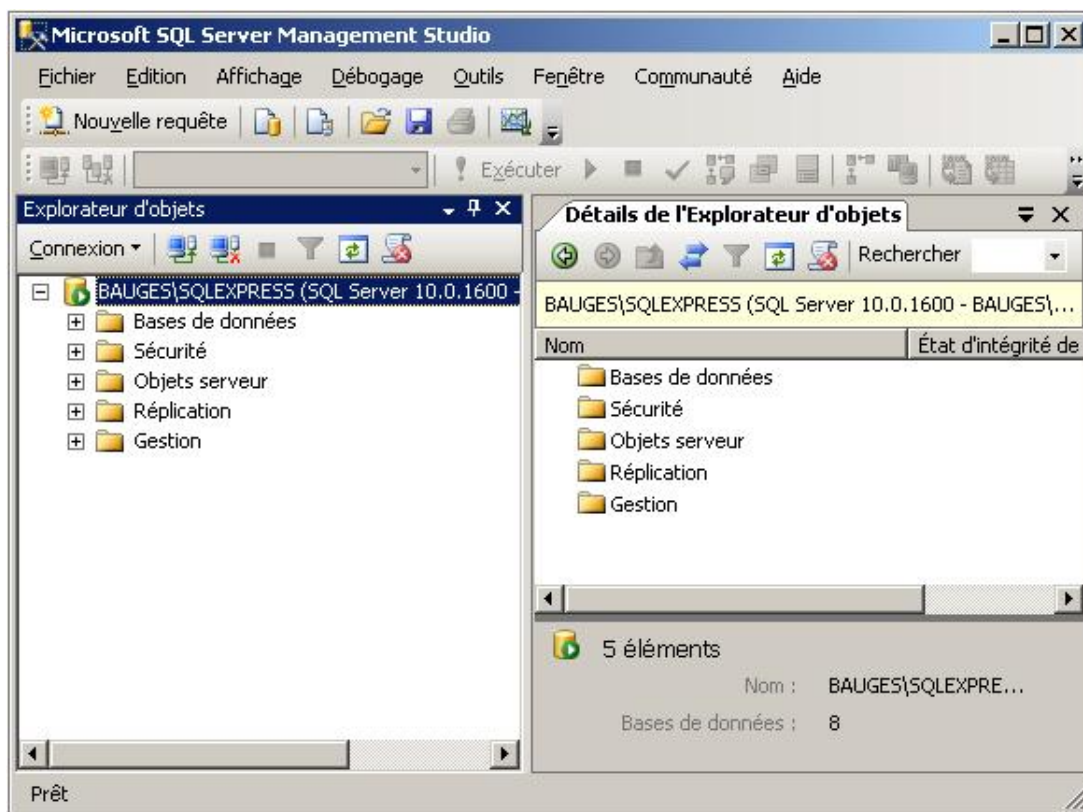 Microsoft SQL Server Management Studio
Fichier Edition Affichage Débogage Outils Fenêtre Communauté Aide
Nouvelle requête
Exécuter
Explorateur d'objets
Connexion
BAUGES\SQLEXPRESS (SQL Server 10.0.1600 -
Bases de données
Sécurité
Objets serveur
Réplication
Gestion
Détails de l'Explorateur d'objets
Rechercher
BAUGES\SQLEXPRESS (SQL Server 10.0.1600 - BAUGES\...
Nom État d'intégrité de
Bases de données
Sécurité
Objets serveur
Réplication
Gestion
5 éléments
Nom : BAUGES\SQLEXPRE...
Bases de données : 8
Prêt